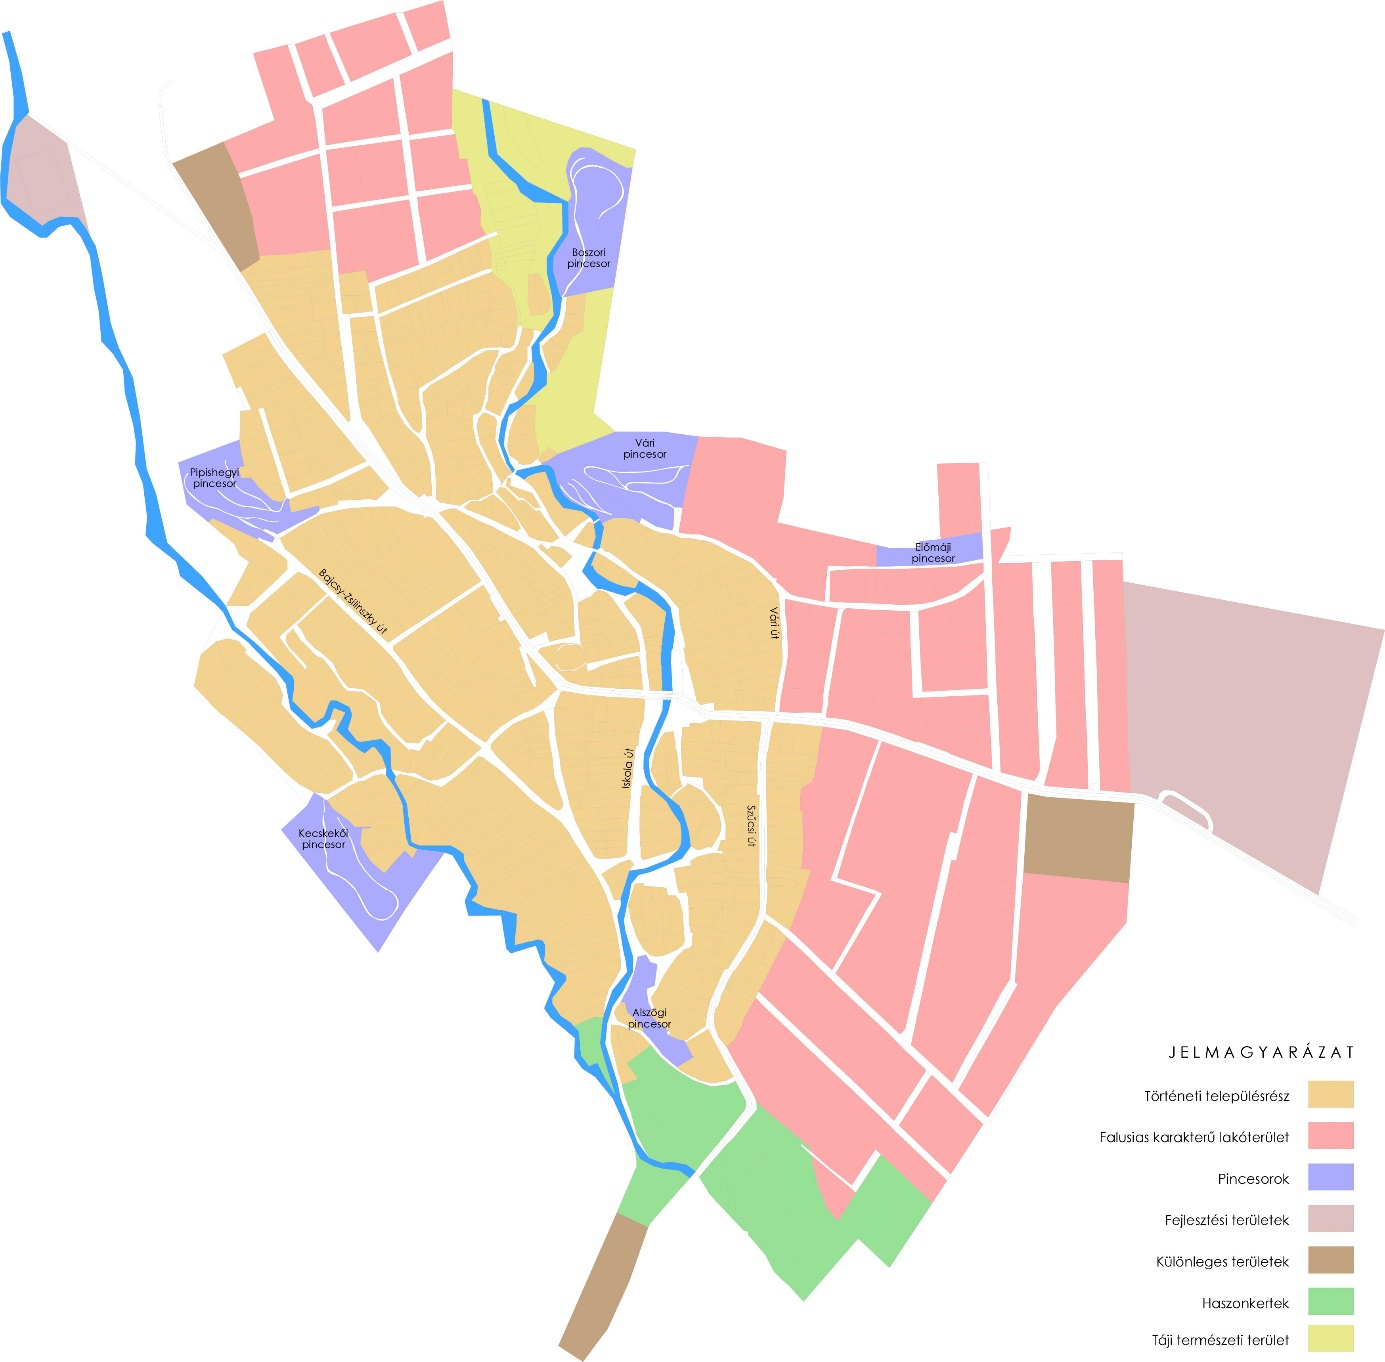 Boszori
pincesor
Vári
pincesor
Pipishegyi
pincesor
Előmáji
pincesor
Bajcsy-Zsilinszky út
Vári út
Iskola út
Szűcsi út
Kecskekői
pincesor
Alszögi
pincesor
JELMAGYARÁZAT
Történeti településrész
Falusias karakterű lakóterület
Pincesorok
Fejlesztési területek
Különleges területek
Haszonkertek
Táji természeti terület